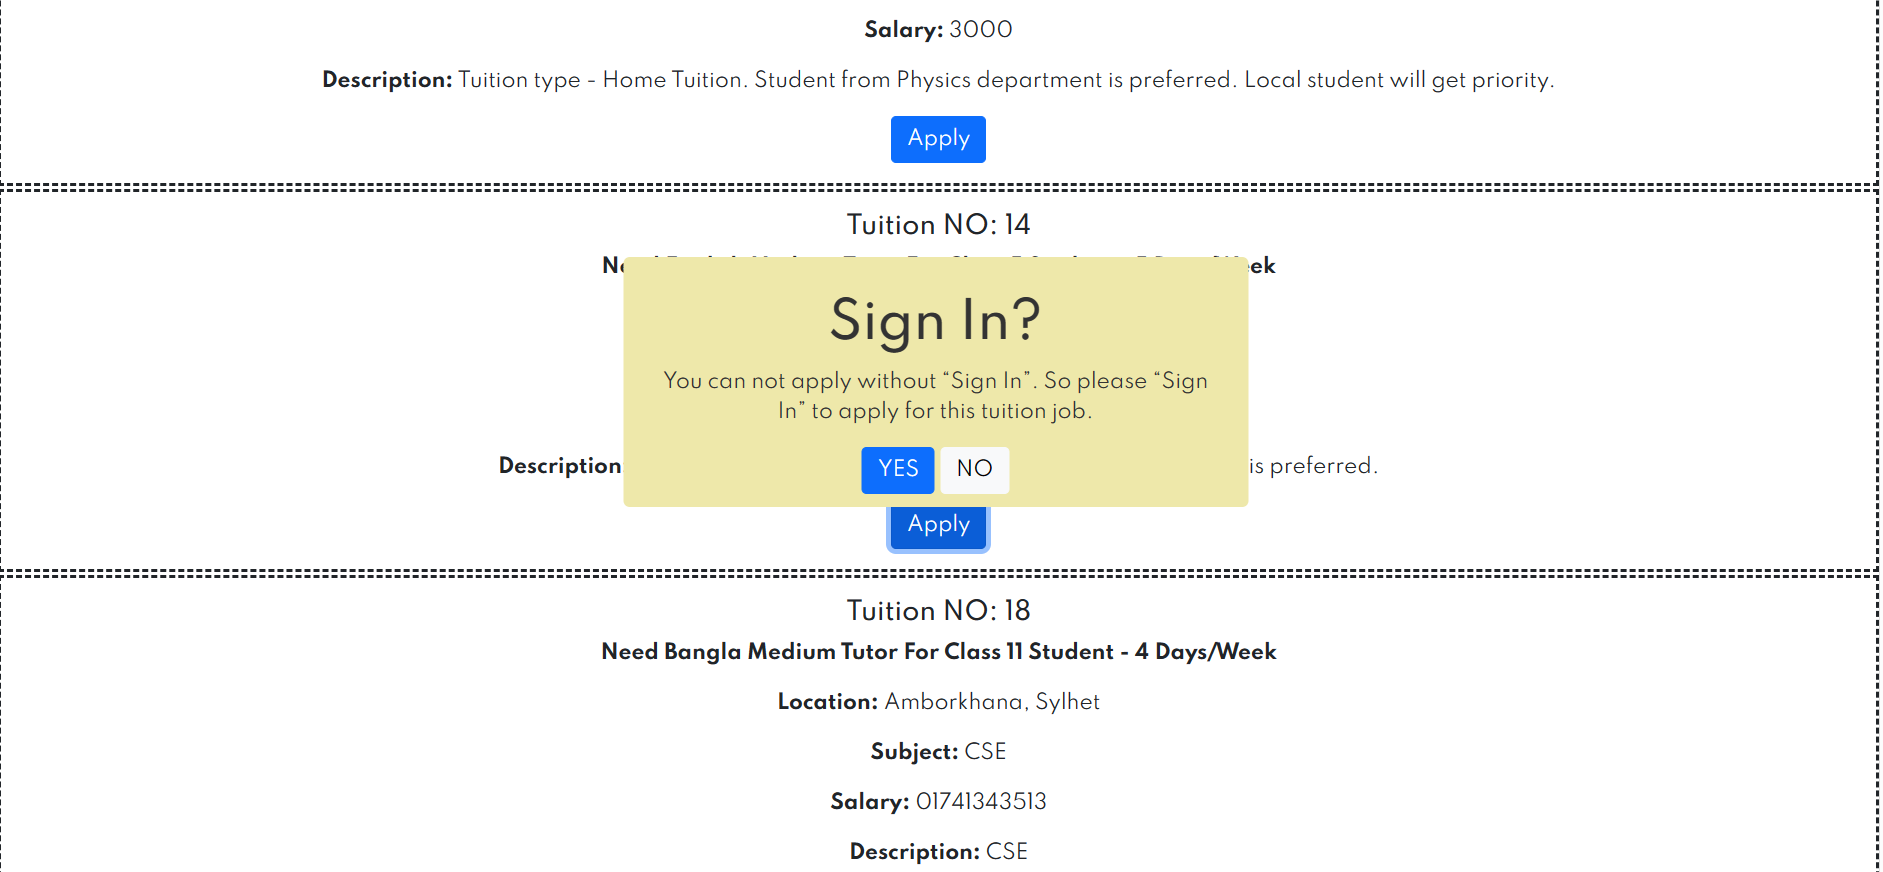 Salary: 3000
Description: Tuition type - Home Tuition. Student from Physics department is preferred. Local student will get priority.
Apply
Tuition NO: 14
Sign In?
You can not apply without “Sign In”. So please “Sign
In” to apply for this tuition job.
Description: is preferred.
YES NO
Apply
Tuition NO: 18
Need Bangla Medium Tutor For Class 11 Student - 4 Days/Week
Location: Amborkhana, Sylhet
Subject: CSE
Salary: 01741343513
Description: CSE